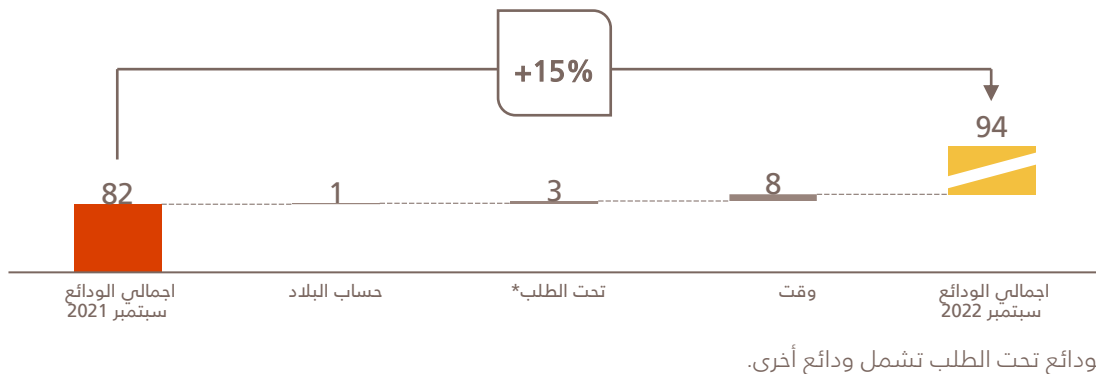 +15%
94
82
1
3
8
اجمالي الودائع
سبتمبر 2021
حساب البلاد
تحت الطلب*
وقت
اجمالي الودائع
سبتمبر 2022
ودائع تحت الطلب تشمل ودائع أخرى.